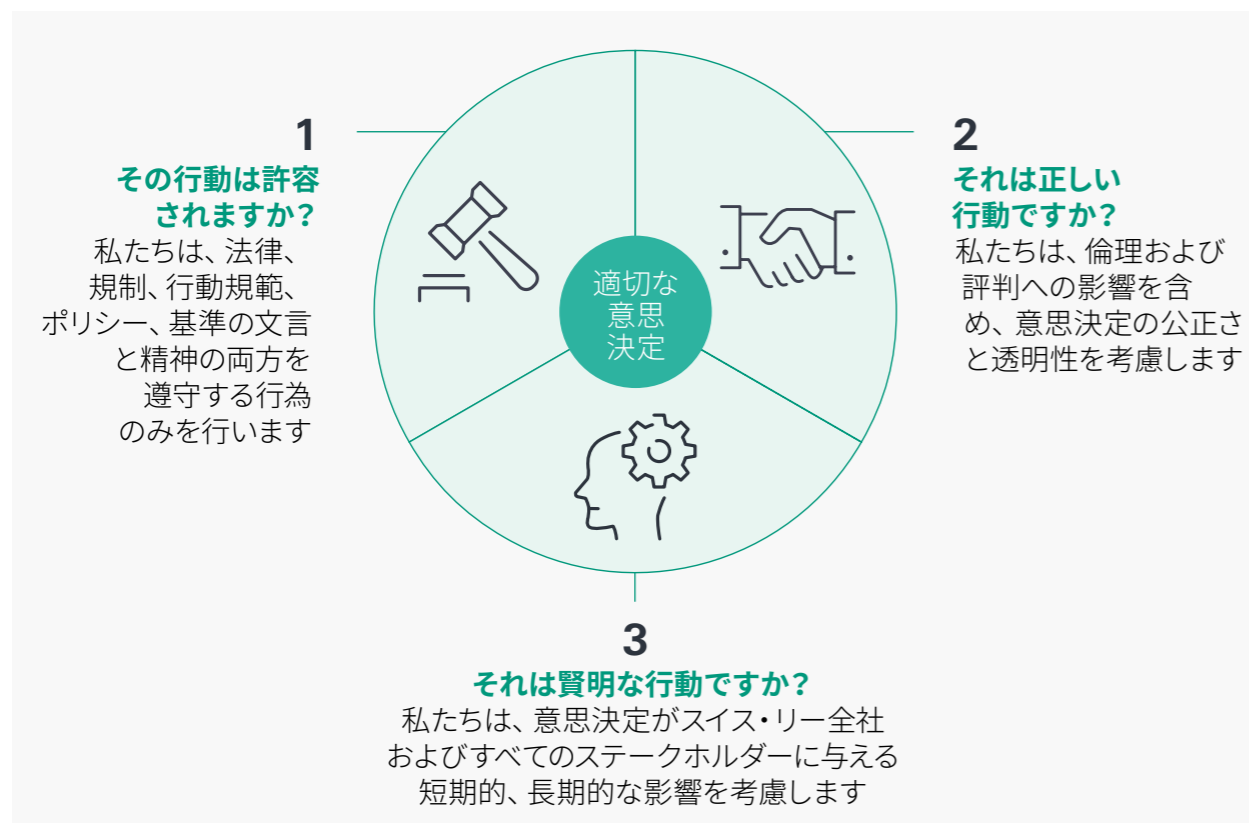 1
その行動は許容
されますか？
私たちは、法律、
規制、行動規範、
ポリシー、基準の文言
と精神の両方を
遵守する行為
のみを行います
2
それは正しい
行動ですか？
私たちは、倫理および
評判への影響を含
め、意思決定の公正さ
と透明性を考慮します
適切な
意思
決定
3
それは賢明な行動ですか？
私たちは、意思決定がスイス・リー全社
およびすべてのステークホルダーに与える
短期的、長期的な影響を考慮します